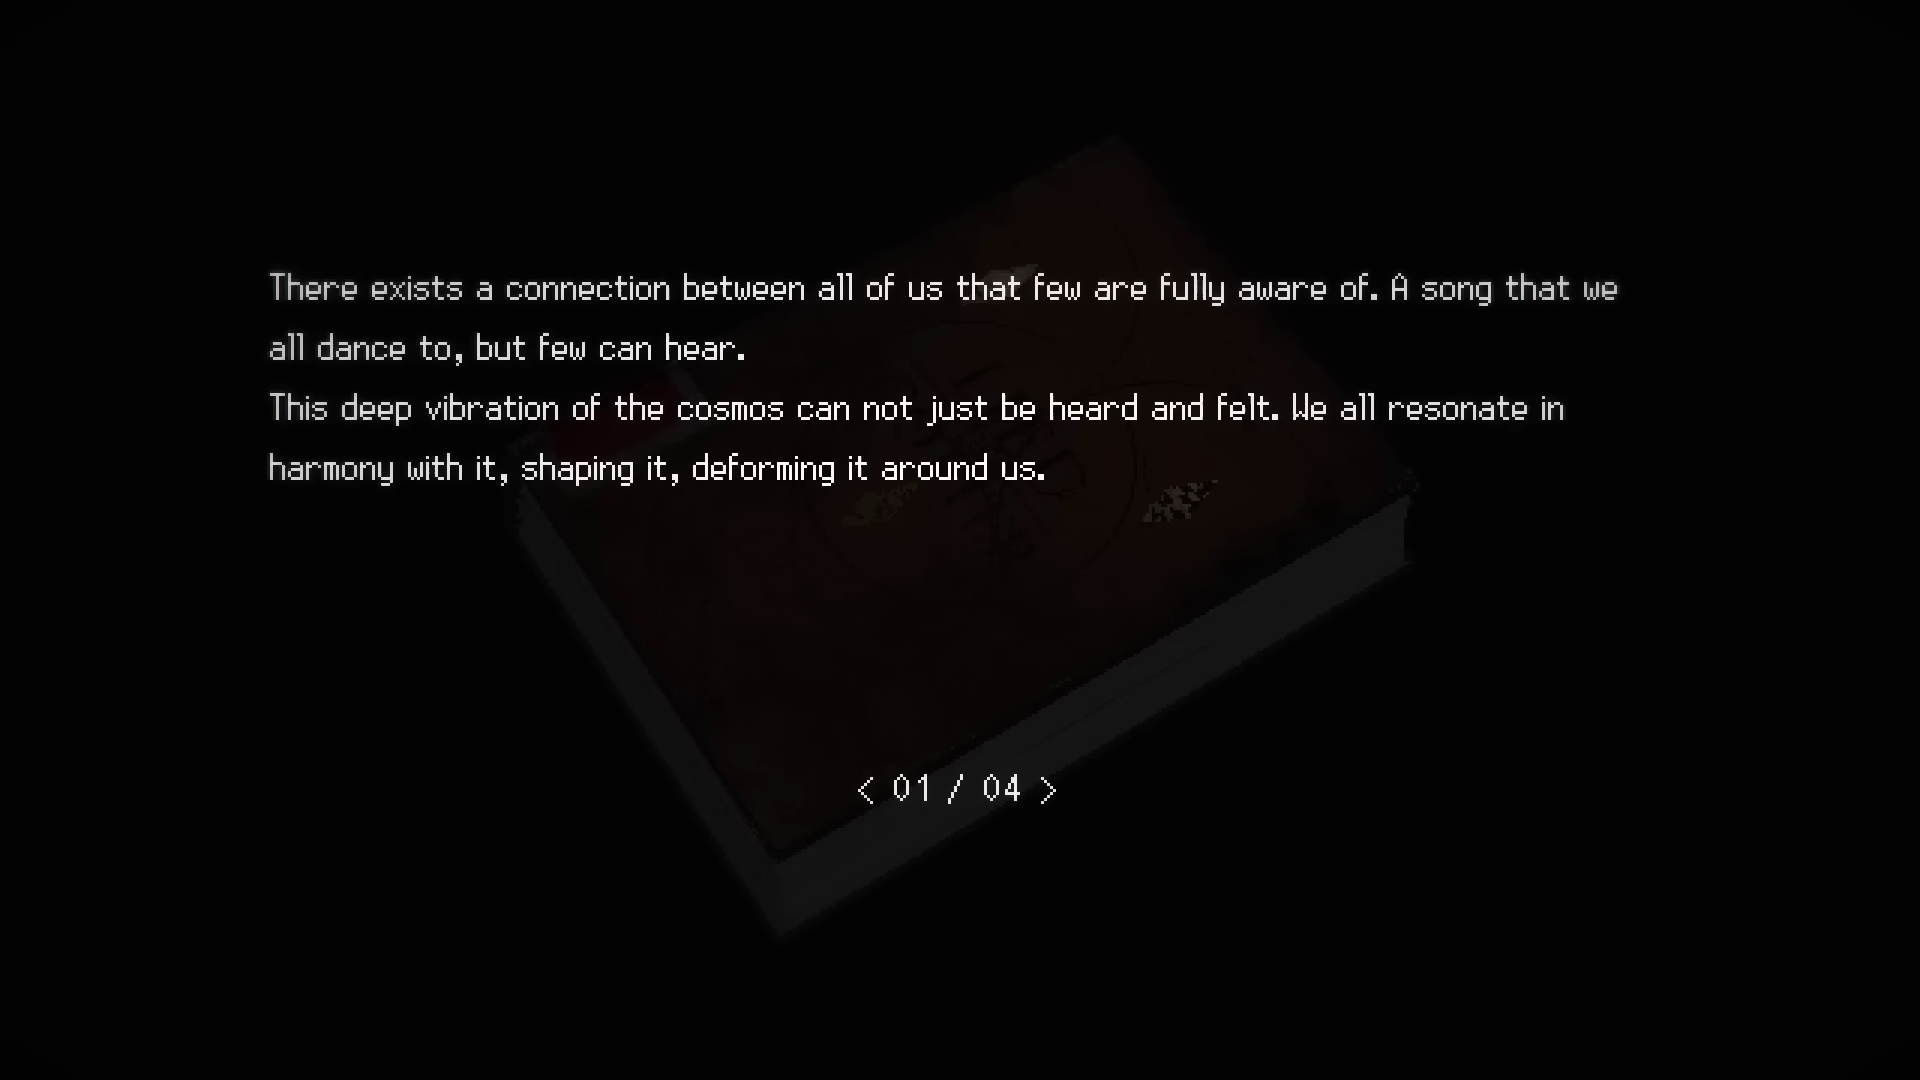 There exists a connection between all of us that few are fully aware of. A song that we
all dance to, but few can hear.
This deep vibration of the cosmos can not just be heard and felt. We all resonate in
harmony with it, shaping it, deforming it around us.
< 01 / 04 >